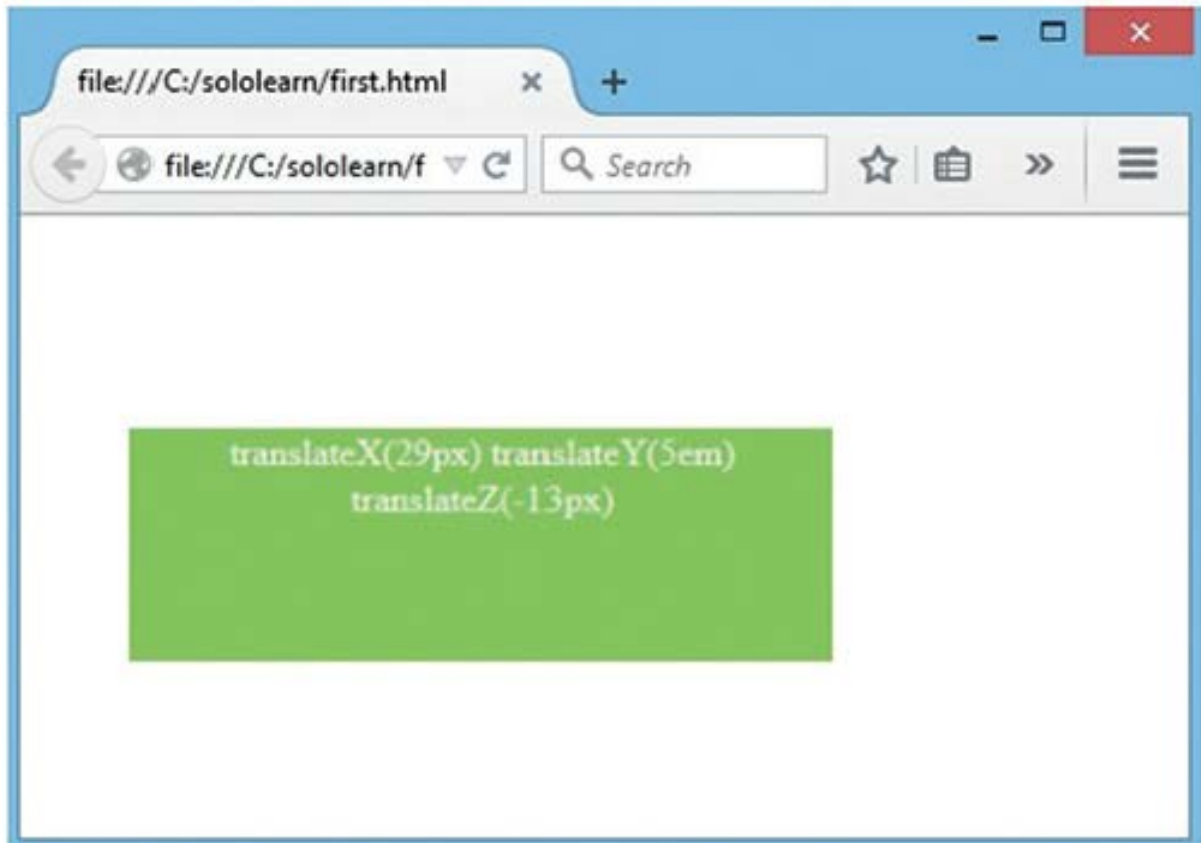 file:///C:/sololearn/first.html
file:///C:/sololearn/f
Search
translateX(29px) translateY(5em)
translateZ(-13px)